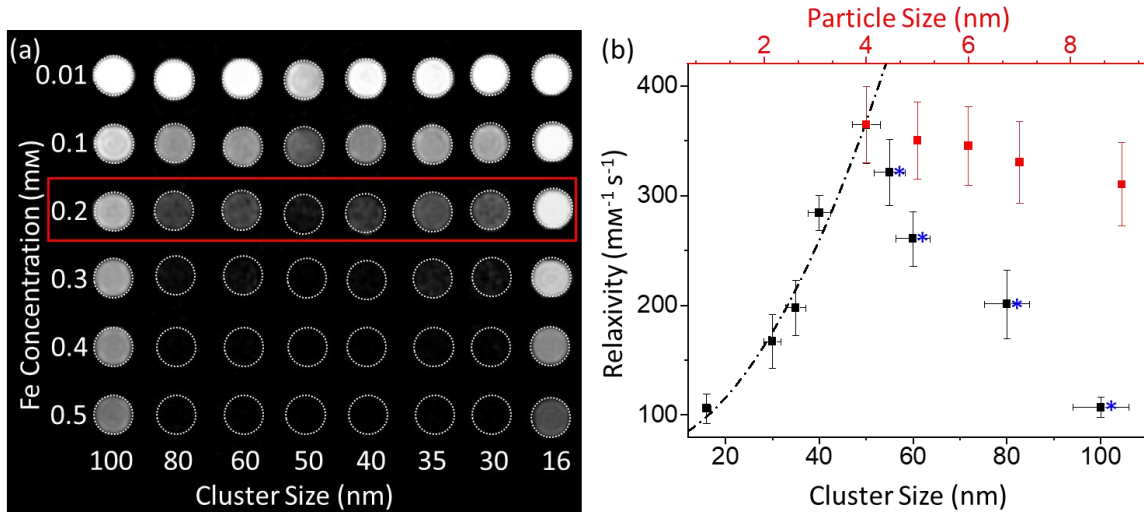 (a)
0.01
0.1
0.2
0.3
0.4
0.5
Fe Concentration (mM)
100 80 60 50 40 35 30 16
Cluster Size (nm)
(b)
Particle Size (nm)
2 4 6 8
400
300
200
100
Relaxivity (mM⁻¹ s⁻¹)
*
*
*
*
20 40 60 80 100
Cluster Size (nm)